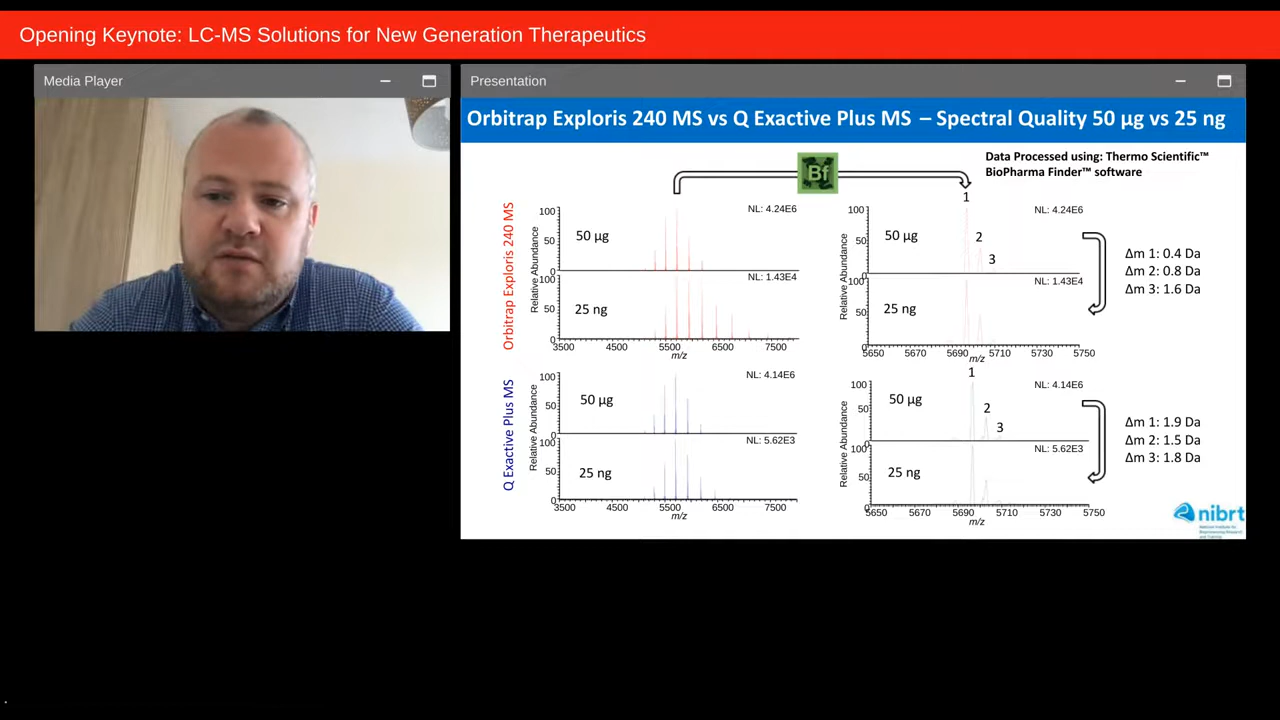 Opening Keynote: LC-MS Solutions for New Generation Therapeutics
Media Player
Presentation
Orbitrap Exploris 240 MS vs Q Exactive Plus MS – Spectral Quality 50 µg vs 25 ng
Data Processed using: Thermo Scientific™
BioPharma Finder™ software
Bf
Orbitrap Exploris 240 MS
Relative Abundance
100
50
0
50 µg
NL: 4.24E6
100
50
0
25 ng
NL: 1.43E4
3500 4500 5500 6500 7500
m/z
Relative Abundance
100
50
0
50 µg
1
2
3
NL: 4.24E6
100
50
0
25 ng
NL: 1.43E4
5650 5670 5690 5710 5730 5750
m/z
Δm 1: 0.4 Da
Δm 2: 0.8 Da
Δm 3: 1.6 Da
Q Exactive Plus MS
Relative Abundance
100
50
0
50 µg
NL: 4.14E6
100
50
0
25 ng
NL: 5.62E3
3500 4500 5500 6500 7500
m/z
Relative Abundance
100
50
0
50 µg
1
2
3
NL: 4.14E6
100
50
0
25 ng
NL: 5.62E3
5650 5670 5690 5710 5730 5750
m/z
Δm 1: 1.9 Da
Δm 2: 1.5 Da
Δm 3: 1.8 Da
nibrt